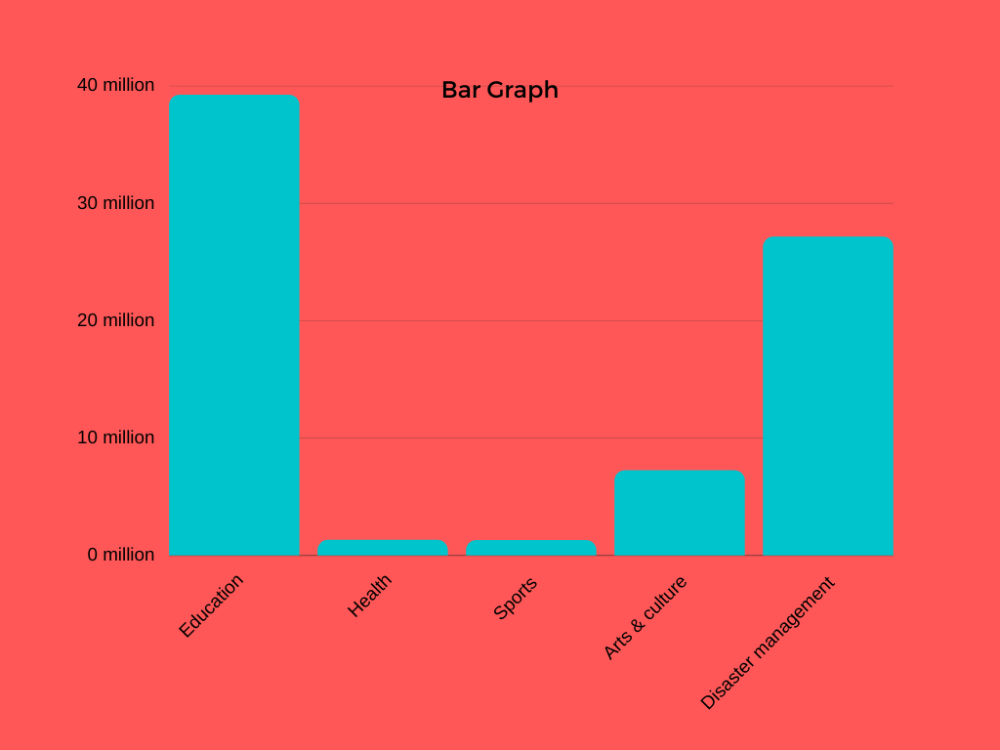 Bar Graph
40 million
30 million
20 million
10 million
0 million
Education
Health
Sports
Arts & culture
Disaster management